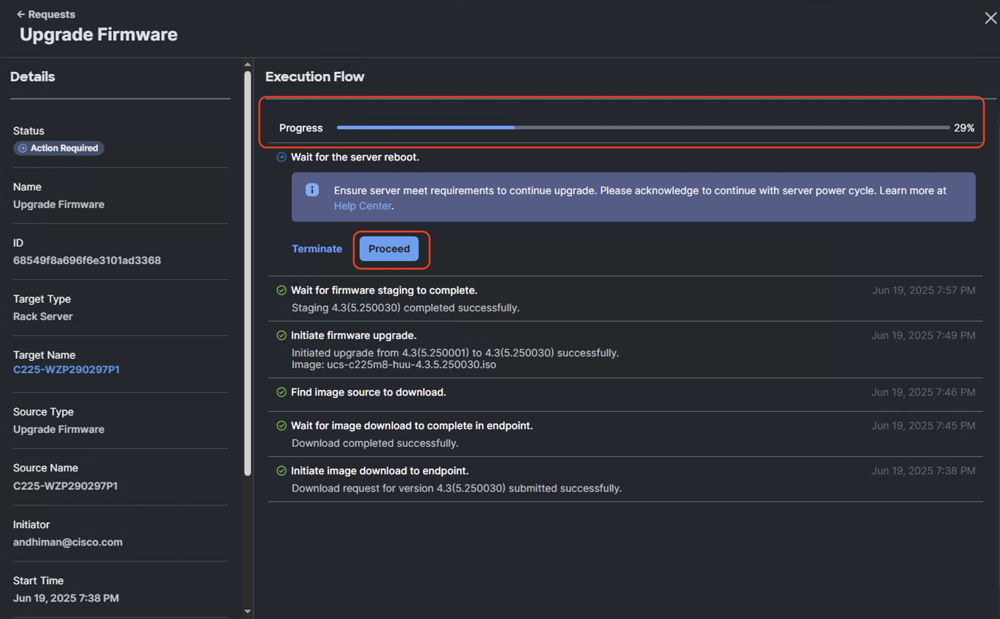 ← Requests
Upgrade Firmware
Details
Status
Action Required
Name
Upgrade Firmware
ID
68549f8a696f6e3101ad3368
Target Type
Rack Server
Target Name
C225-WZP290297P1
Source Type
Upgrade Firmware
Source Name
C225-WZP290297P1
Initiator
andhiman@cisco.com
Start Time
Jun 19, 2025 7:38 PM
Execution Flow
Progress 29%
Wait for the server reboot.
Ensure server meet requirements to continue upgrade. Please acknowledge to continue with server power cycle. Learn more at
Help Center.
Terminate Proceed
Wait for firmware staging to complete. Jun 19, 2025 7:57 PM
Staging 4.3(5.250030) completed successfully.
Initiate firmware upgrade. Jun 19, 2025 7:49 PM
Initiated upgrade from 4.3(5.250001) to 4.3(5.250030) successfully.
Image: ucs-c225m8-huu-4.3.5.250030.iso
Find image source to download. Jun 19, 2025 7:46 PM
Wait for image download to complete in endpoint. Jun 19, 2025 7:45 PM
Download completed successfully.
Initiate image download to endpoint. Jun 19, 2025 7:38 PM
Download request for version 4.3(5.250030) submitted successfully.